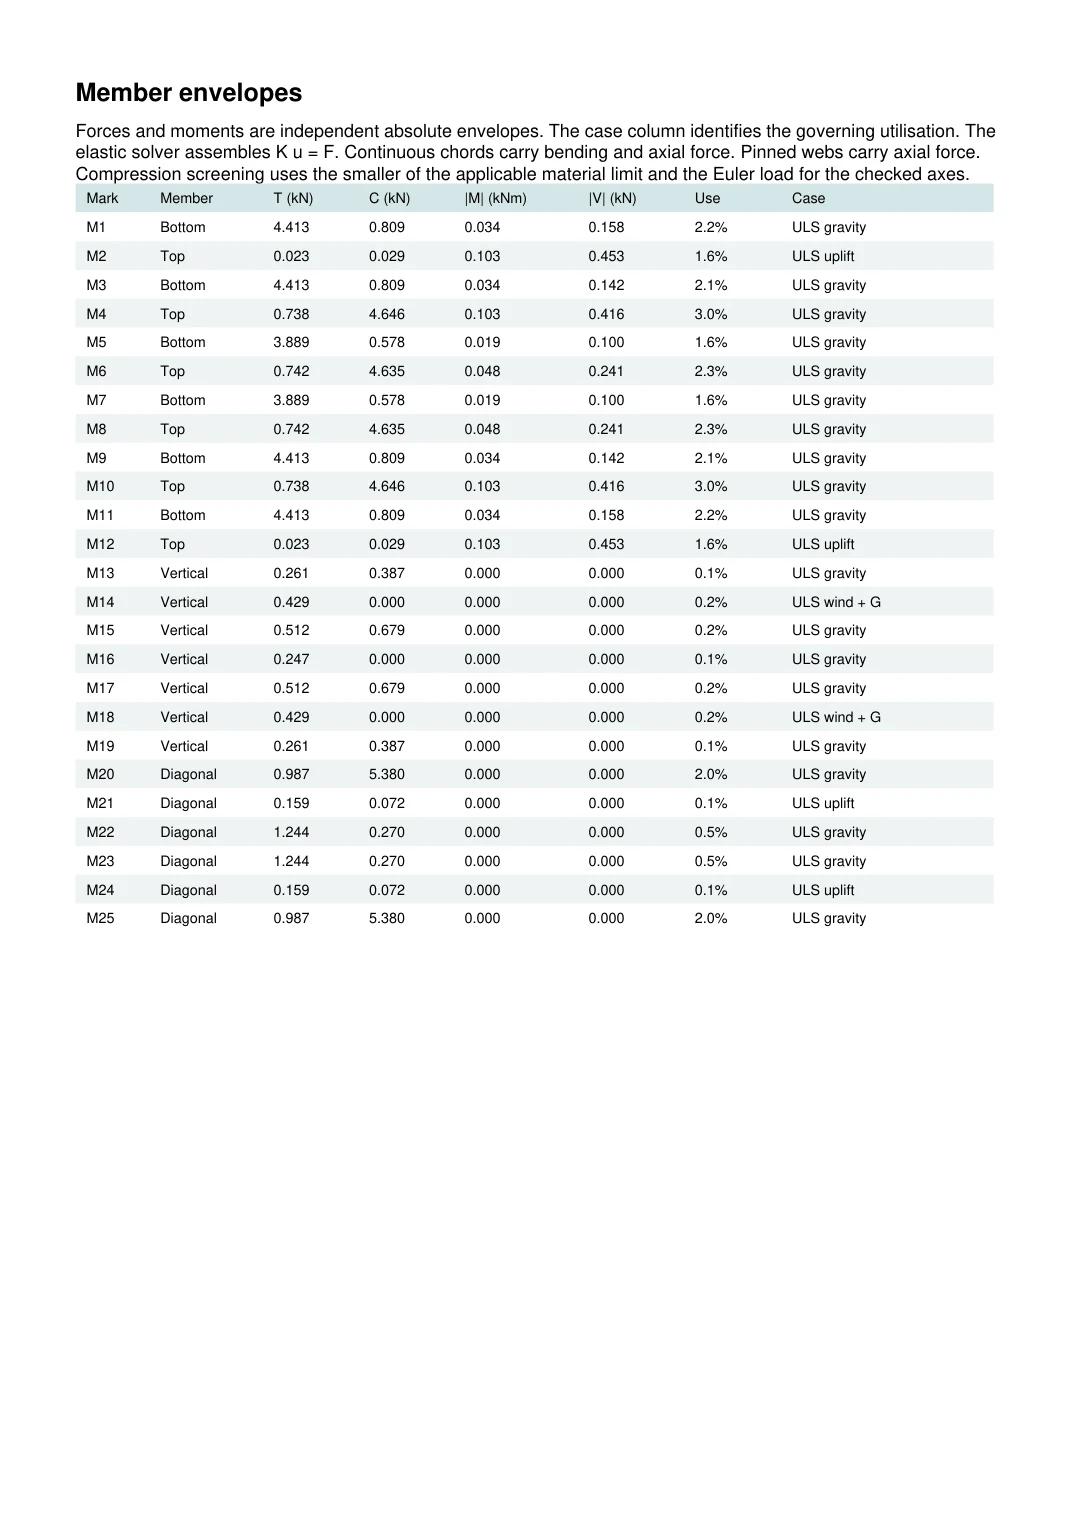 Member envelopes
Forces and moments are independent absolute envelopes. The case column identifies the governing utilisation. The
elastic solver assembles K u = F. Continuous chords carry bending and axial force. Pinned webs carry axial force.
Compression screening uses the smaller of the applicable material limit and the Euler load for the checked axes.
Mark Member T (kN) C (kN) |M| (kNm) |V| (kN) Use Case
M1 Bottom 4.413 0.809 0.034 0.158 2.2% ULS gravity
M2 Top 0.023 0.029 0.103 0.453 1.6% ULS uplift
M3 Bottom 4.413 0.809 0.034 0.142 2.1% ULS gravity
M4 Top 0.738 4.646 0.103 0.416 3.0% ULS gravity
M5 Bottom 3.889 0.578 0.019 0.100 1.6% ULS gravity
M6 Top 0.742 4.635 0.048 0.241 2.3% ULS gravity
M7 Bottom 3.889 0.578 0.019 0.100 1.6% ULS gravity
M8 Top 0.742 4.635 0.048 0.241 2.3% ULS gravity
M9 Bottom 4.413 0.809 0.034 0.142 2.1% ULS gravity
M10 Top 0.738 4.646 0.103 0.416 3.0% ULS gravity
M11 Bottom 4.413 0.809 0.034 0.158 2.2% ULS gravity
M12 Top 0.023 0.029 0.103 0.453 1.6% ULS uplift
M13 Vertical 0.261 0.387 0.000 0.000 0.1% ULS gravity
M14 Vertical 0.429 0.000 0.000 0.000 0.2% ULS wind + G
M15 Vertical 0.512 0.679 0.000 0.000 0.2% ULS gravity
M16 Vertical 0.247 0.000 0.000 0.000 0.1% ULS gravity
M17 Vertical 0.512 0.679 0.000 0.000 0.2% ULS gravity
M18 Vertical 0.429 0.000 0.000 0.000 0.2% ULS wind + G
M19 Vertical 0.261 0.387 0.000 0.000 0.1% ULS gravity
M20 Diagonal 0.987 5.380 0.000 0.000 2.0% ULS gravity
M21 Diagonal 0.159 0.072 0.000 0.000 0.1% ULS uplift
M22 Diagonal 1.244 0.270 0.000 0.000 0.5% ULS gravity
M23 Diagonal 1.244 0.270 0.000 0.000 0.5% ULS gravity
M24 Diagonal 0.159 0.072 0.000 0.000 0.1% ULS uplift
M25 Diagonal 0.987 5.380 0.000 0.000 2.0% ULS gravity